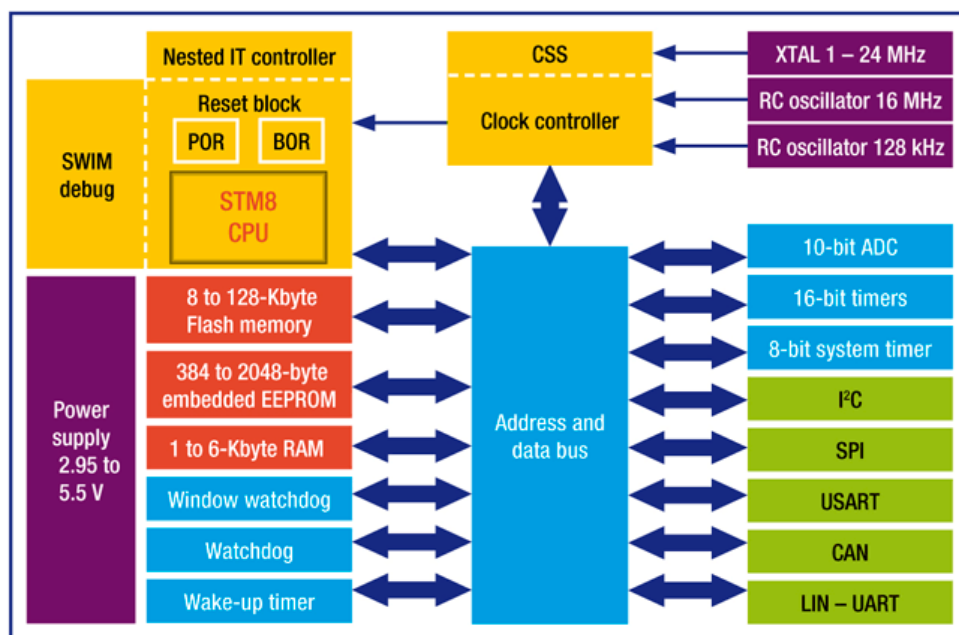 Nested IT controller
Reset block
POR
BOR
STM8
CPU
SWIM
debug
CSS
Clock controller
XTAL 1 – 24 MHz
RC oscillator 16 MHz
RC oscillator 128 kHz
Power
supply
2.95 to
5.5 V
8 to 128-Kbyte
Flash memory
384 to 2048-byte
embedded EEPROM
1 to 6-Kbyte RAM
Window watchdog
Watchdog
Wake-up timer
Address and
data bus
10-bit ADC
16-bit timers
8-bit system timer
I²C
SPI
USART
CAN
LIN – UART